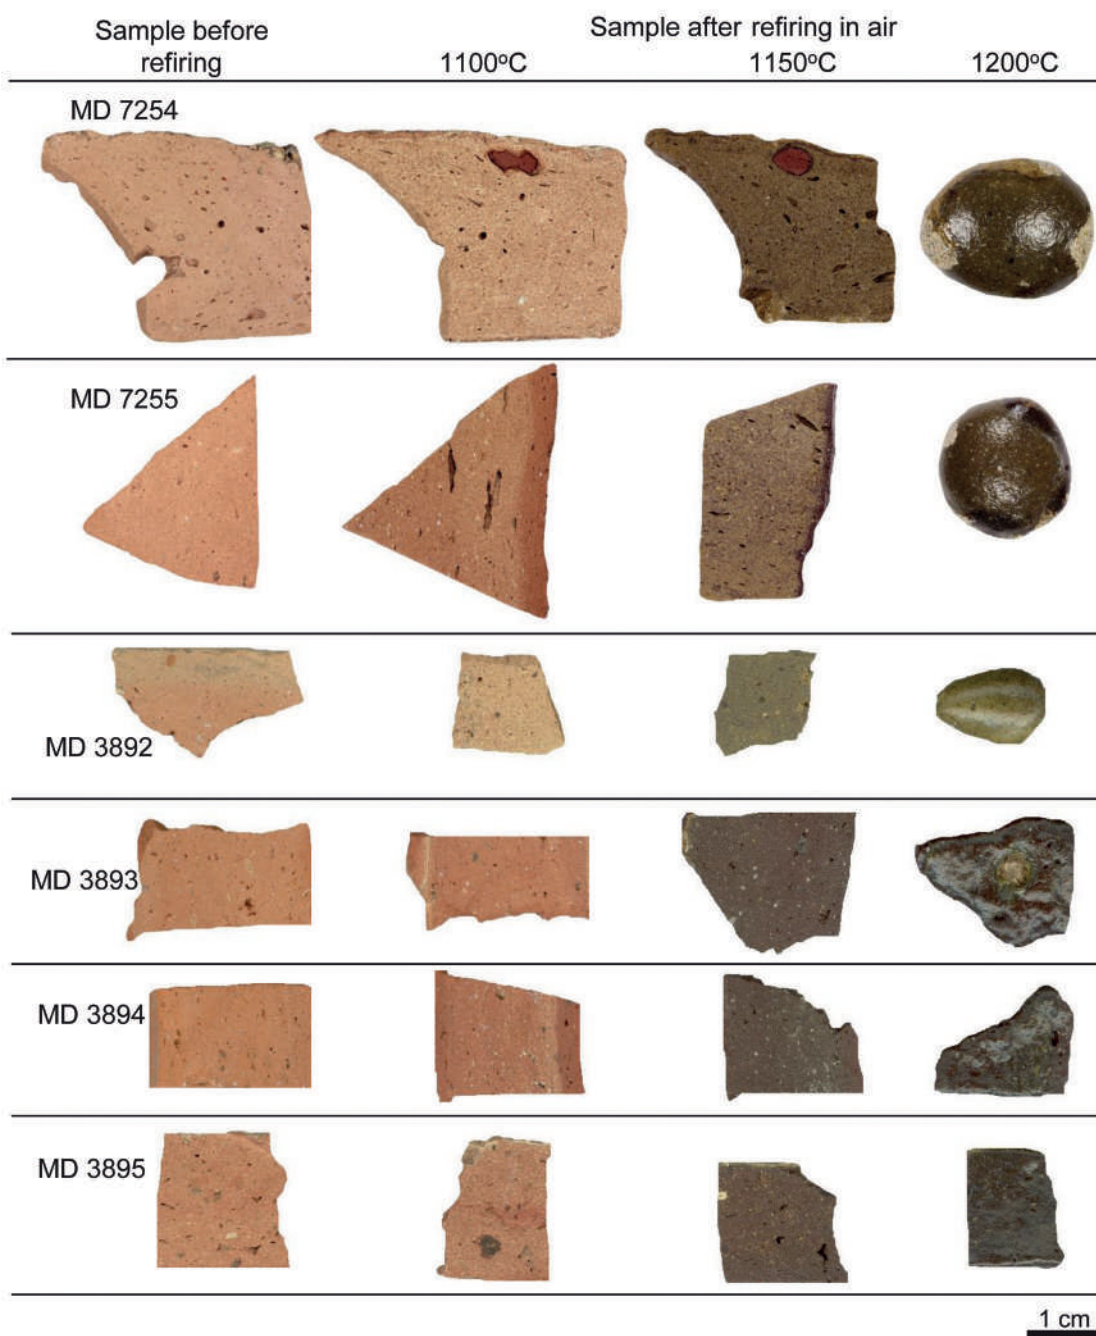 Sample before
refiring
Sample after refiring in air
1100ºC
1150ºC
1200ºC
MD 7254
MD 7255
MD 3892
MD 3893
MD 3894
MD 3895
1 cm